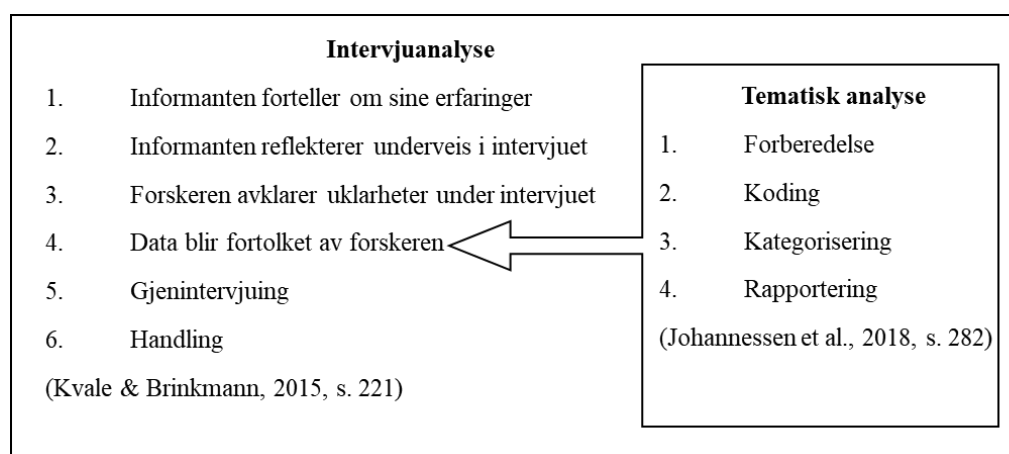 Intervjuanalyse
1. Informanten forteller om sine erfaringer
2. Informanten reflekterer underveis i intervjuet
3. Forskeren avklarer uklarheter under intervjuet
4. Data blir fortolket av forskeren
5. Gjenintervjuing
6. Handling
(Kvale & Brinkmann, 2015, s. 221)
Tematisk analyse
1. Forberedelse
2. Koding
3. Kategorisering
4. Rapportering
(Johannessen et al., 2018, s. 282)